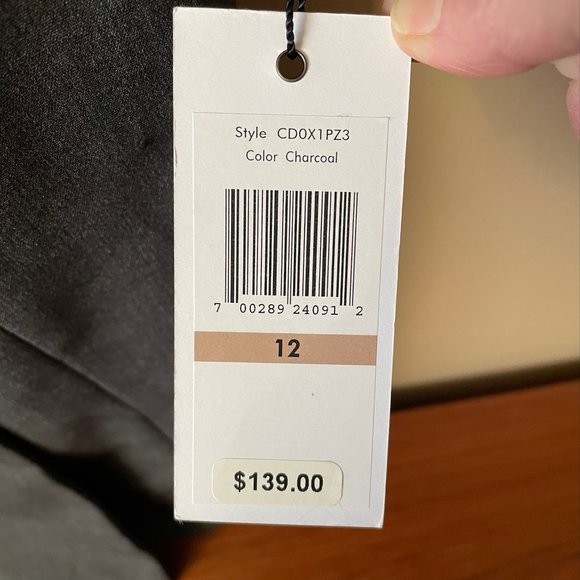 Style CD0X1PZ3
Color Charcoal
7 00289 24091 2
12
$139.00